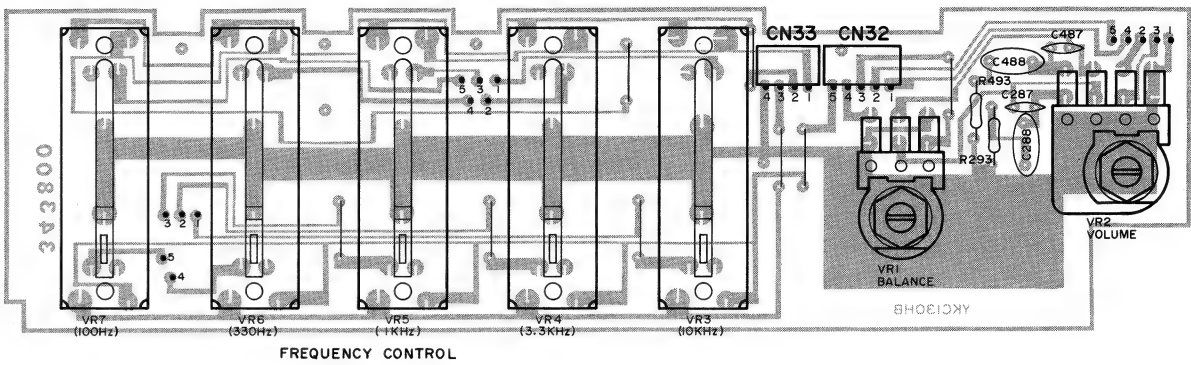 CN33 CN32
C487
5 4 2 3 1
C488
R493
C287
4 3 2 1
5 4 3 2 1
5 3 1
4 2
R293
C288
343800
3 2
5
4
VR1
BALANCE
VR2
VOLUME
YKC130HB
VR7
(100Hz)
VR6
(330Hz)
VR5
(1KHz)
VR4
(3.3KHz)
VR3
(10KHz)
FREQUENCY CONTROL